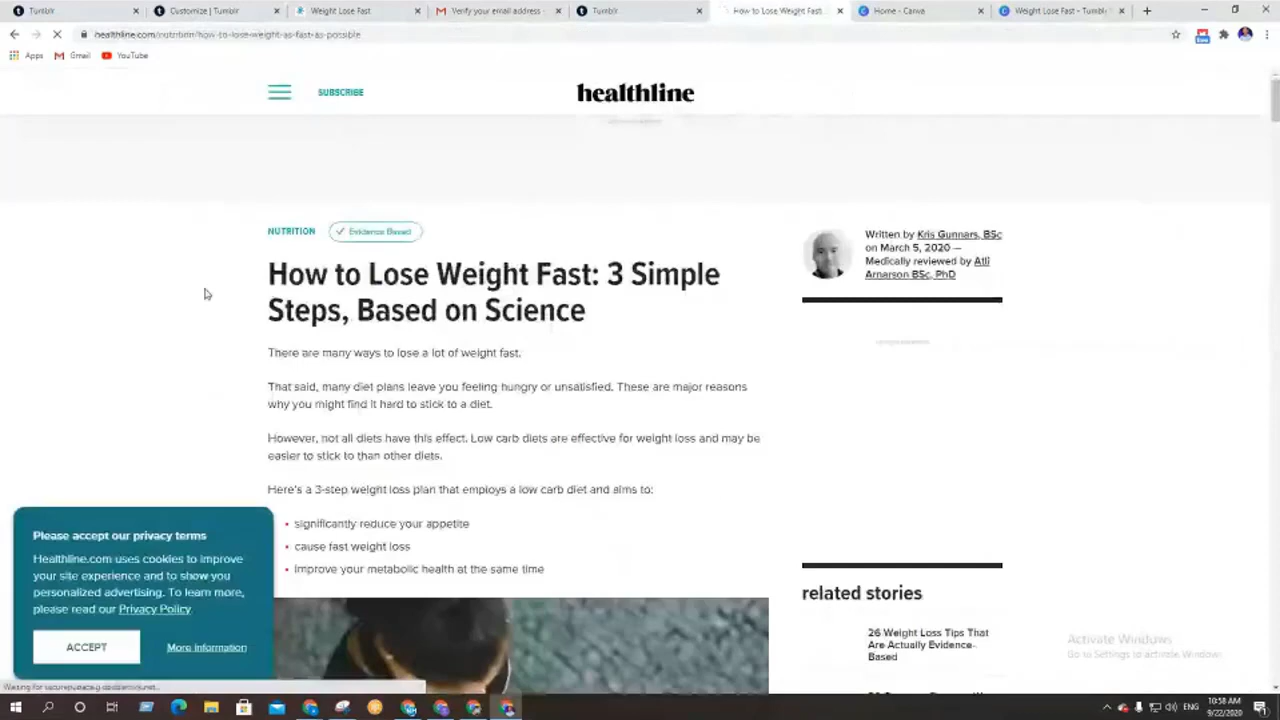 Tumblr
Customize | Tumblr
Weight Lose Fast
Verify your email address
Tumblr
How to Lose Weight Fast
Home - Canva
Weight Lose Fast - Tumbl
healthline.com/nutrition/how-to-lose-weight-as-fast-as-possible
Apps
Gmail
YouTube
SUBSCRIBE
healthline
NUTRITION
Evidence Based
How to Lose Weight Fast: 3 Simple
Steps, Based on Science
There are many ways to lose a lot of weight fast.
That said, many diet plans leave you feeling hungry or unsatisfied. These are major reasons
why you might find it hard to stick to a diet.
However, not all diets have this effect. Low carb diets are effective for weight loss and may be
easier to stick to than other diets.
Here's a 3-step weight loss plan that employs a low carb diet and aims to:
• significantly reduce your appetite
• cause fast weight loss
• improve your metabolic health at the same time
Written by Kris Gunnars, BSc
on March 5, 2020 —
Medically reviewed by Atli
Arnarson BSc, PhD
related stories
26 Weight Loss Tips That
Are Actually Evidence-
Based
Please accept our privacy terms
Healthline.com uses cookies to improve
your site experience and to show you
personalized advertising. To learn more,
please read our Privacy Policy.
ACCEPT
More information
Activate Windows
Go to Settings to activate Windows.
ENG
10:58 AM
9/22/2020